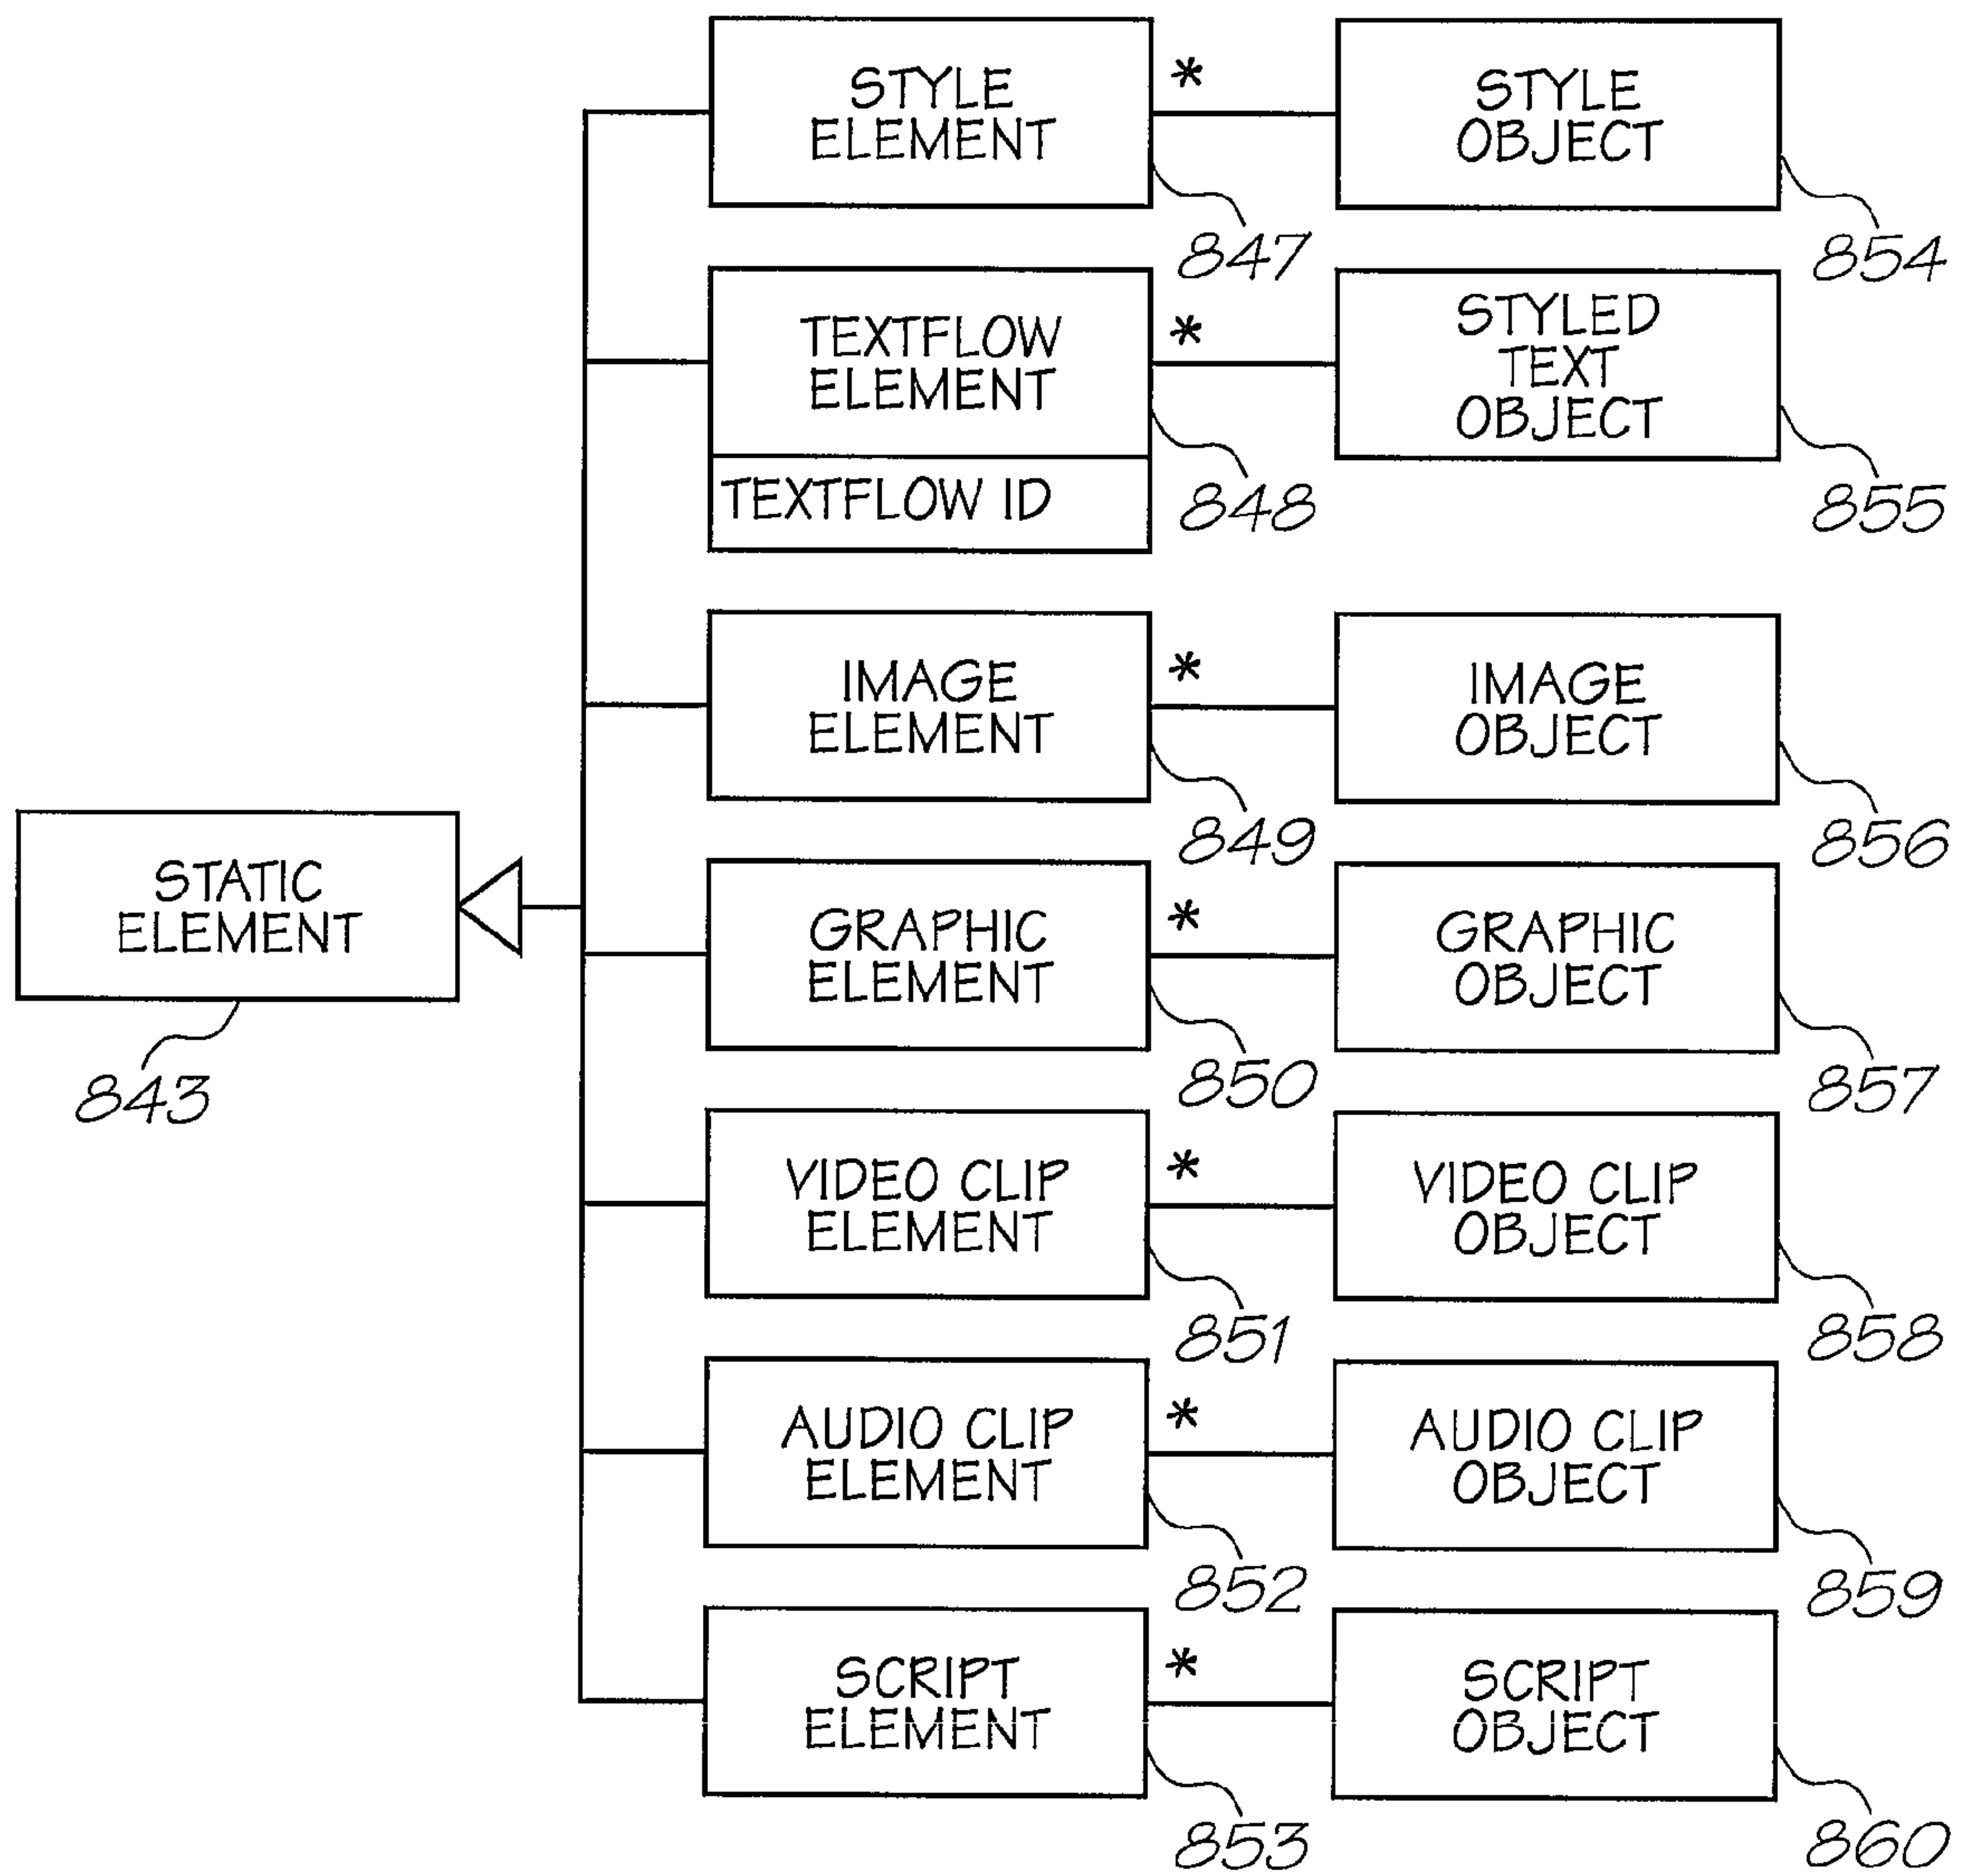 STYLE
ELEMENT
*
STYLE
OBJECT
847
854
TEXTFLOW
ELEMENT
TEXTFLOW ID
*
STYLED
TEXT
OBJECT
848
855
IMAGE
ELEMENT
*
IMAGE
OBJECT
849
856
STATIC
ELEMENT
843
GRAPHIC
ELEMENT
*
GRAPHIC
OBJECT
850
857
VIDEO CLIP
ELEMENT
*
VIDEO CLIP
OBJECT
851
858
AUDIO CLIP
ELEMENT
*
AUDIO CLIP
OBJECT
852
859
SCRIPT
ELEMENT
*
SCRIPT
OBJECT
853
860